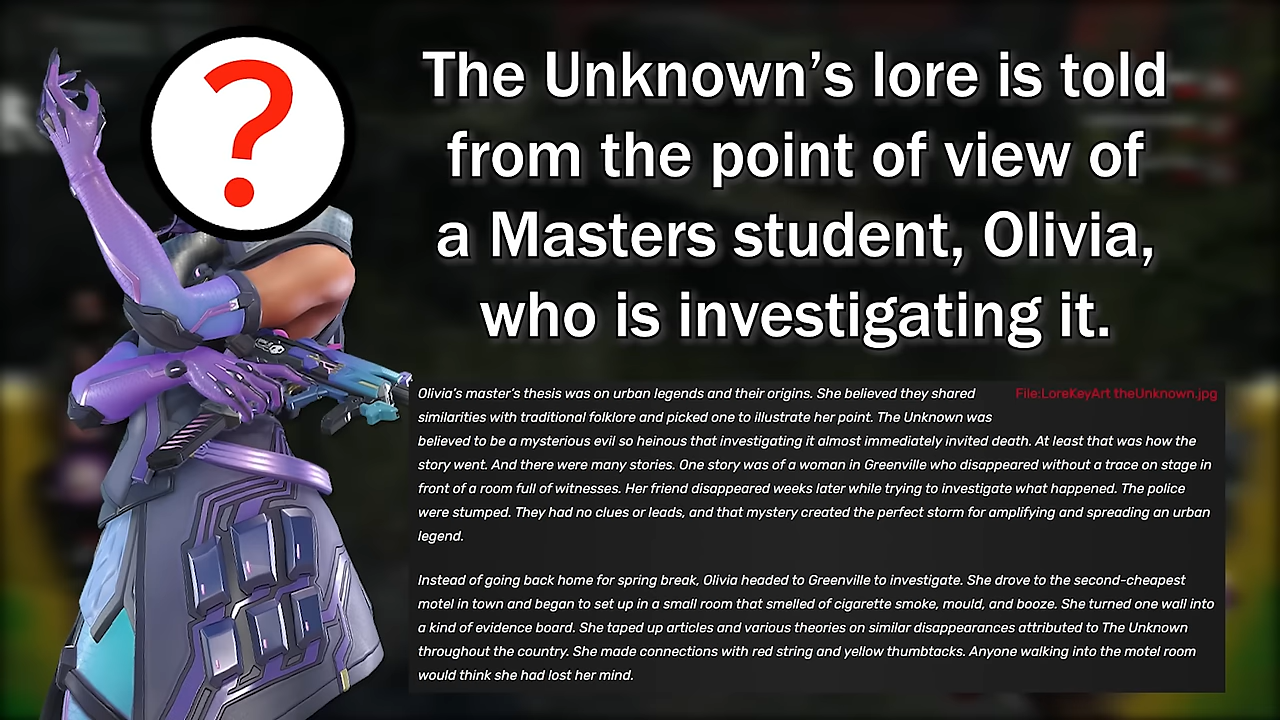 ?
The Unknown’s lore is told
from the point of view of
a Masters student, Olivia,
who is investigating it.
Olivia's master's thesis was on urban legends and their origins. She believed they shared
File:LoreKeyArt theUnknown.jpg
similarities with traditional folklore and picked one to illustrate her point. The Unknown was
believed to be a mysterious evil so heinous that investigating it almost immediately invited death. At least that was how the
story went. And there were many stories. One story was of a woman in Greenville who disappeared without a trace on stage in
front of a room full of witnesses. Her friend disappeared weeks later while trying to investigate what happened. The police
were stumped. They had no clues or leads, and that mystery created the perfect storm for amplifying and spreading an urban
legend.
Instead of going back home for spring break, Olivia headed to Greenville to investigate. She drove to the second-cheapest
motel in town and began to set up in a small room that smelled of cigarette smoke, mould, and booze. She turned one wall into
a kind of evidence board. She taped up articles and various theories on similar disappearances attributed to The Unknown
throughout the country. She made connections with red string and yellow thumbtacks. Anyone walking into the motel room
would think she had lost her mind.